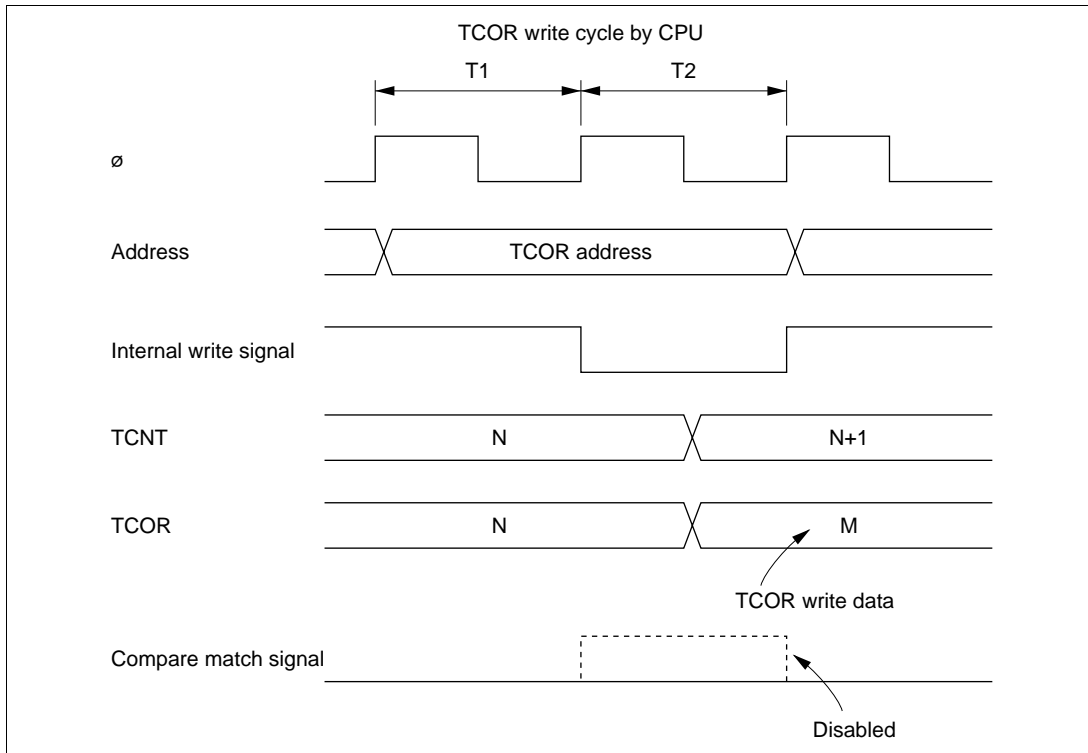 TCOR write cycle by CPU
T1 T2
ø
Address TCOR address
Internal write signal
TCNT N N+1
TCOR N M
TCOR write data
Compare match signal
Disabled